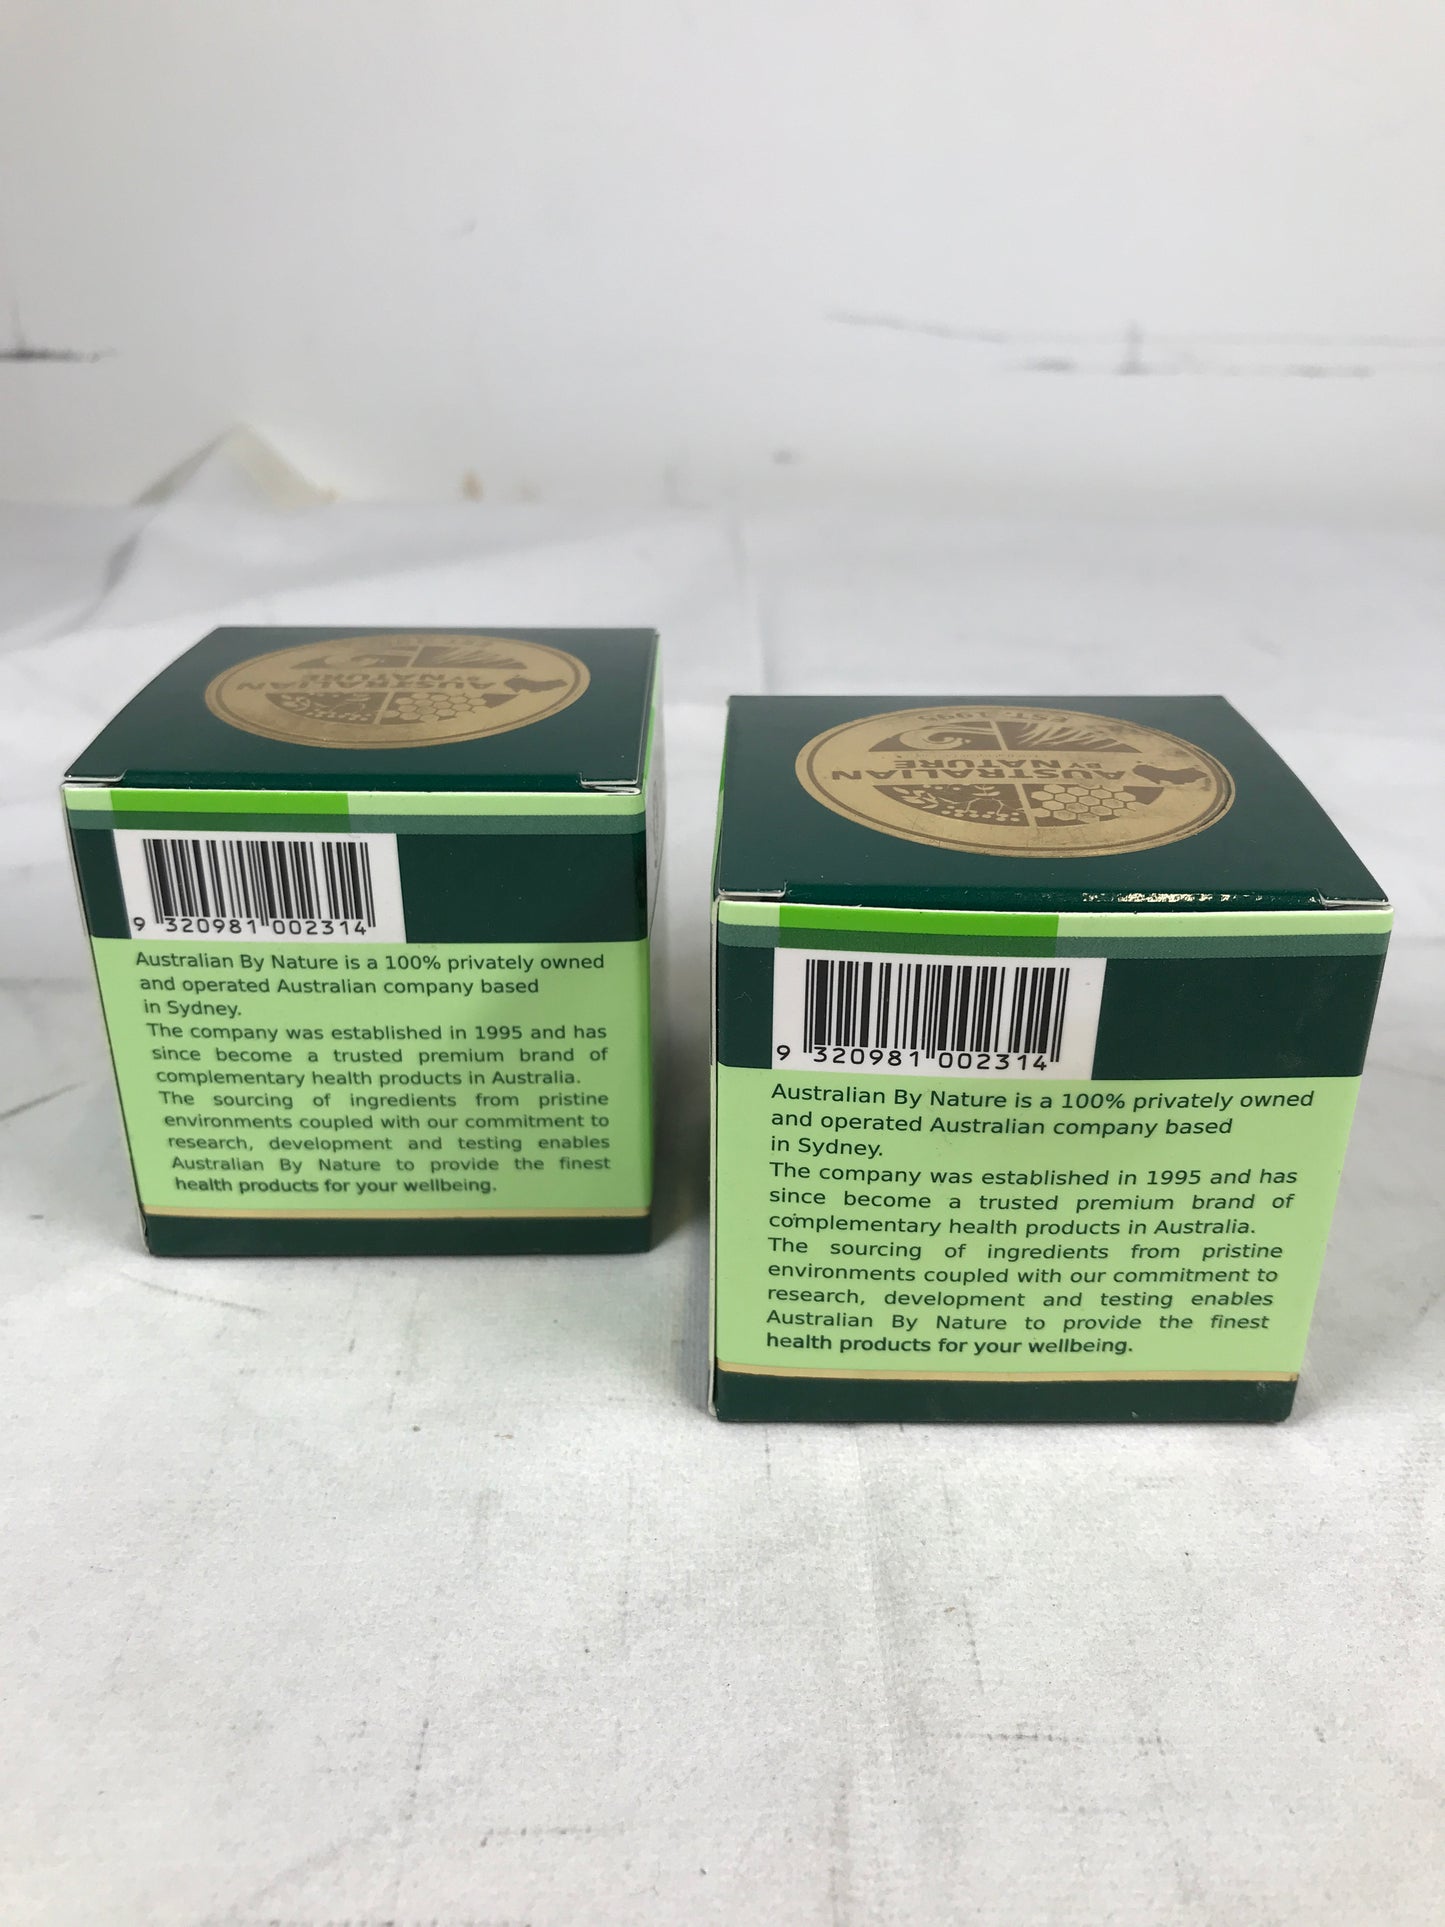 EST. 1995
AUSTRALIAN
BY NATURE
9 320981 002314
Australian By Nature is a 100% privately owned
and operated Australian company based
in Sydney.
The company was established in 1995 and has
since become a trusted premium brand of
complementary health products in Australia.
The sourcing of ingredients from pristine
environments coupled with our commitment to
research, development and testing enables
Australian By Nature to provide the finest
health products for your wellbeing.
EST. 1995
AUSTRALIAN
BY NATURE
9 320981 002314
Australian By Nature is a 100% privately owned
and operated Australian company based
in Sydney.
The company was established in 1995 and has
since become a trusted premium brand of
complementary health products in Australia.
The sourcing of ingredients from pristine
environments coupled with our commitment to
research, development and testing enables
Australian By Nature to provide the finest
health products for your wellbeing.